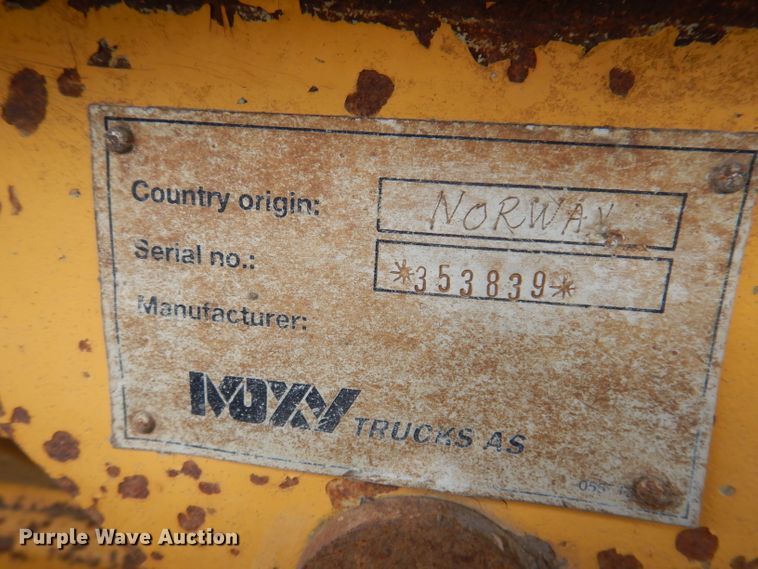 Country origin: NORWAY
Serial no.: *353839*
Manufacturer:
MOXY TRUCKS AS
Purple Wave Auction